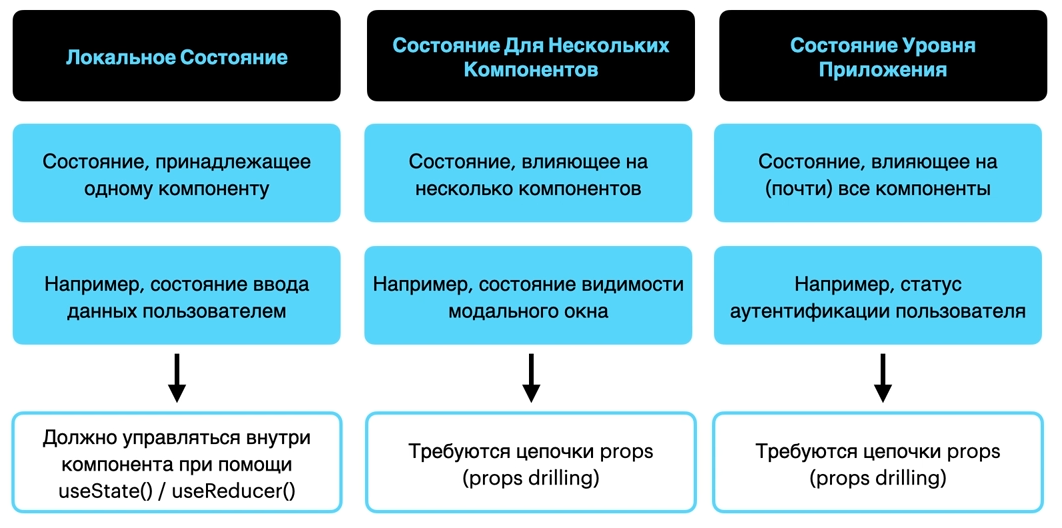 Локальное Состояние
Состояние Для Нескольких
Компонентов
Состояние Уровня
Приложения
Состояние, принадлежащее
одному компоненту
Состояние, влияющее на
несколько компонентов
Состояние, влияющее на
(почти) все компоненты
Например, состояние ввода
данных пользователем
Например, состояние видимости
модального окна
Например, статус
аутентификации пользователя
Должно управляться внутри
компонента при помощи
useState() / useReducer()
Требуются цепочки props
(props drilling)
Требуются цепочки props
(props drilling)